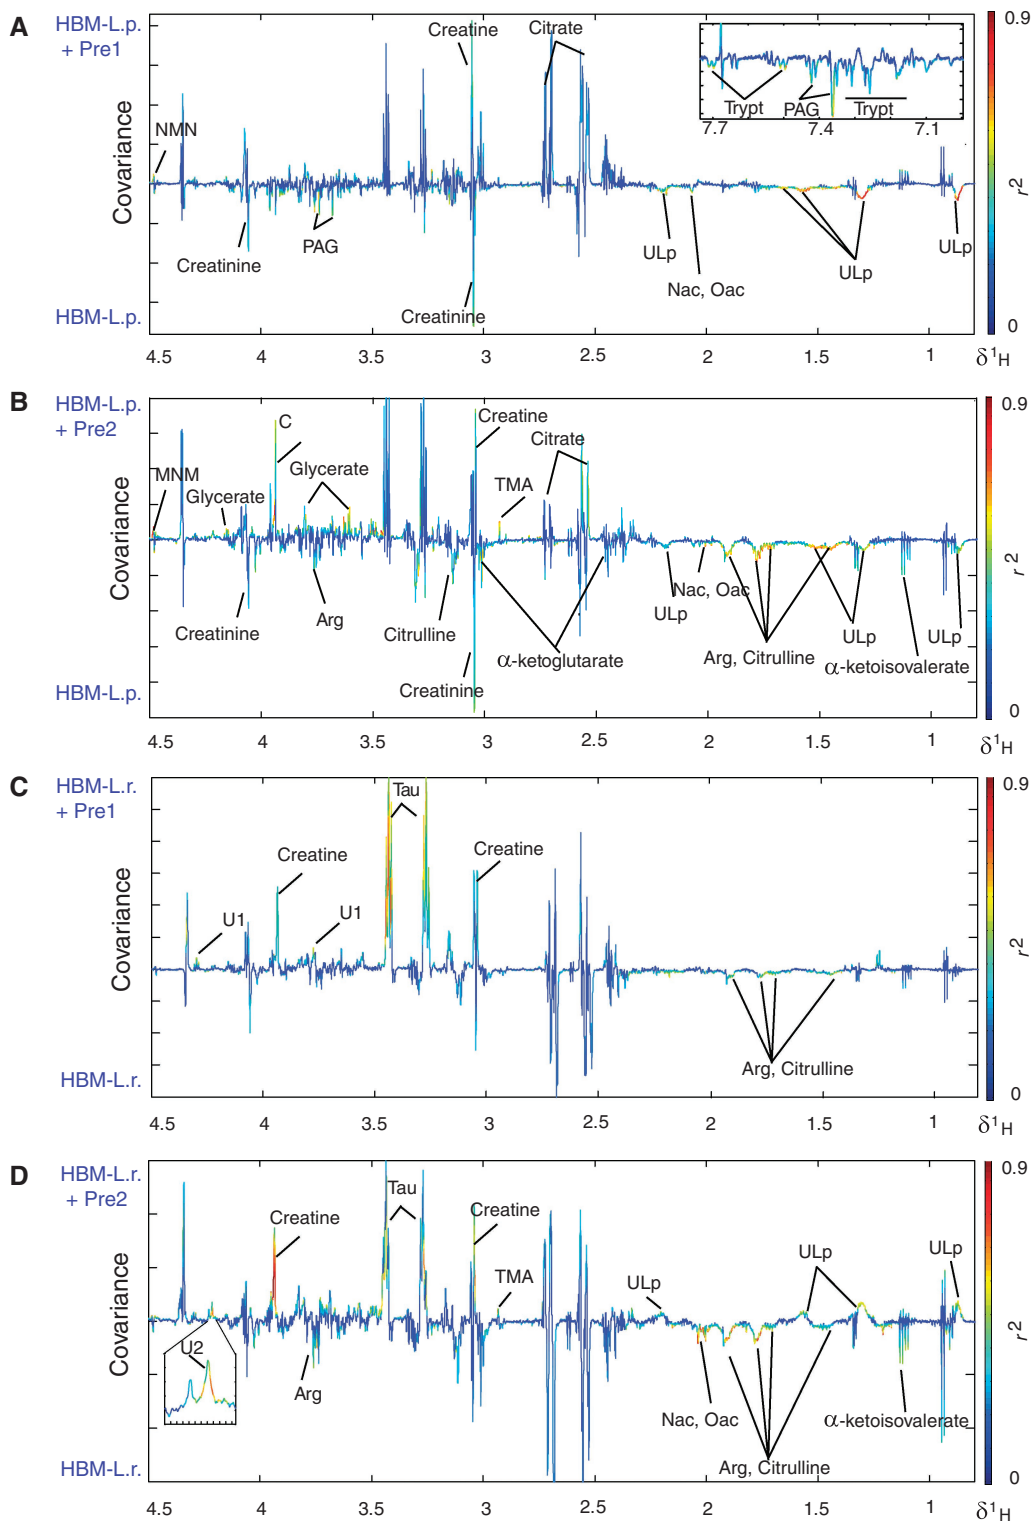 A
HBM-L.p.
+ Pre1
Creatine
Citrate
0.9
Trypt
PAG
Trypt
7.7
7.4
7.1
NMN
Covariance
r2
PAG
Creatinine
ULp
Nac, Oac
ULp
ULp
Creatinine
HBM-L.p.
0
4.5
4
3.5
3
2.5
2
1.5
1
δ1H
B
HBM-L.p.
+ Pre2
0.9
C
Creatine
Citrate
MNM
Glycerate
Glycerate
TMA
Covariance
r2
Nac, Oac
ULp
Arg
Creatinine
Citrulline
ULp
ULp
α-ketoglutarate
Arg, Citrulline
α-ketoisovalerate
Creatinine
HBM-L.p.
0
4.5
4
3.5
3
2.5
2
1.5
1
δ1H
C
HBM-L.r.
+ Pre1
0.9
Tau
Creatine
Creatine
U1
U1
Covariance
r2
Arg, Citrulline
HBM-L.r.
0
4.5
4
3.5
3
2.5
2
1.5
1
δ1H
D
HBM-L.r.
+ Pre2
0.9
Tau
Creatine
Creatine
TMA
ULp
ULp
ULp
Covariance
r2
U2
Arg
Nac, Oac
α-ketoisovalerate
Arg, Citrulline
HBM-L.r.
0
4.5
4
3.5
3
2.5
2
1.5
1
δ1H